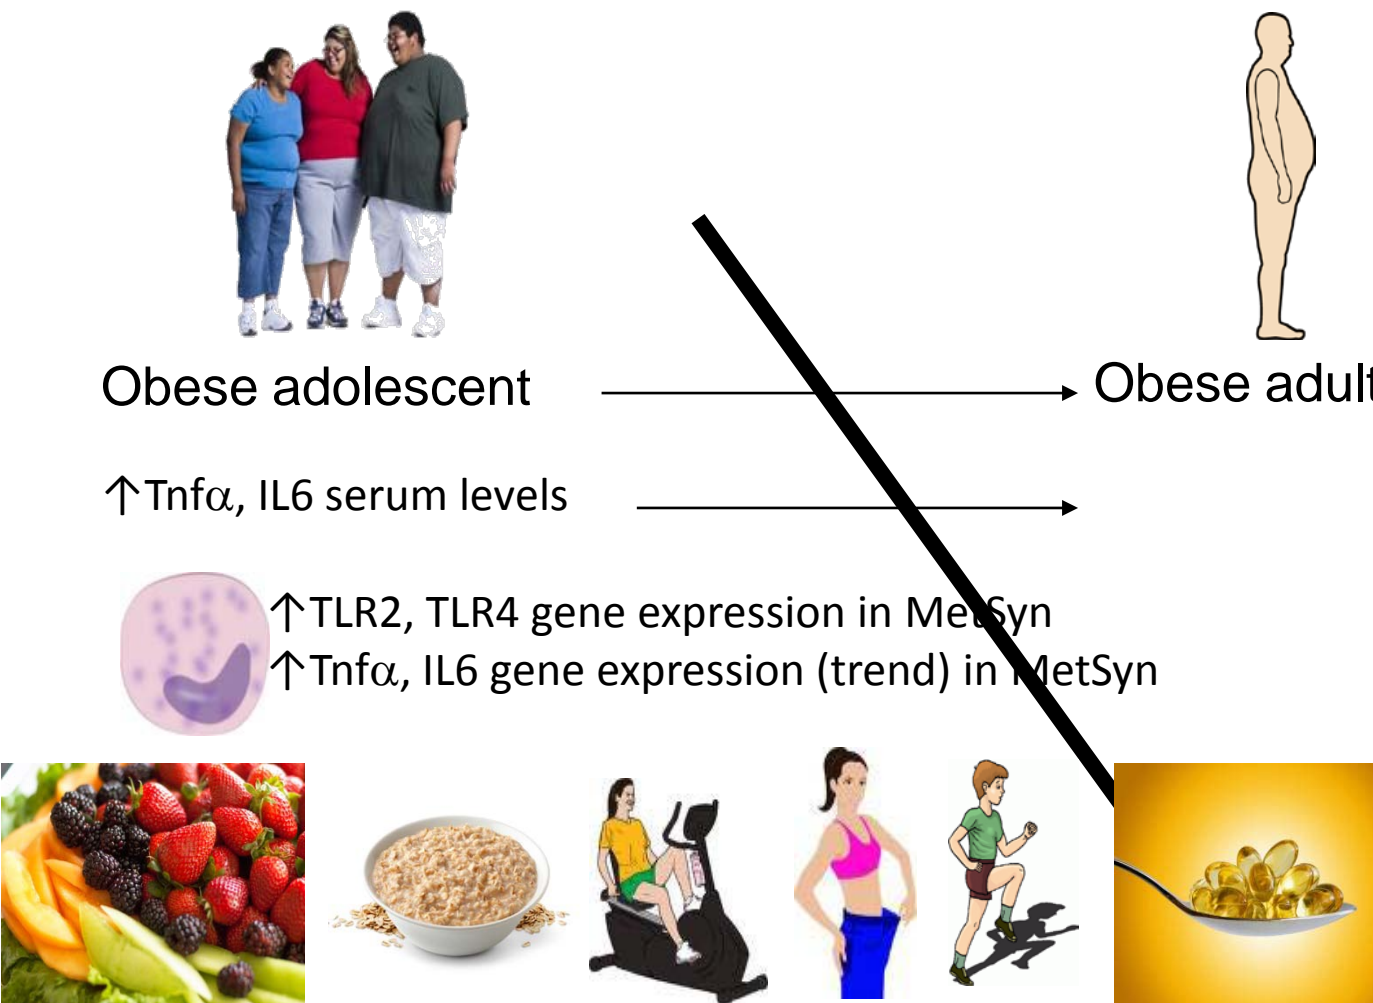 Obese adolescent
Obese adult
↑Tnfα, IL6 serum levels
↑TLR2, TLR4 gene expression in MetSyn
↑Tnfα, IL6 gene expression (trend) in MetSyn